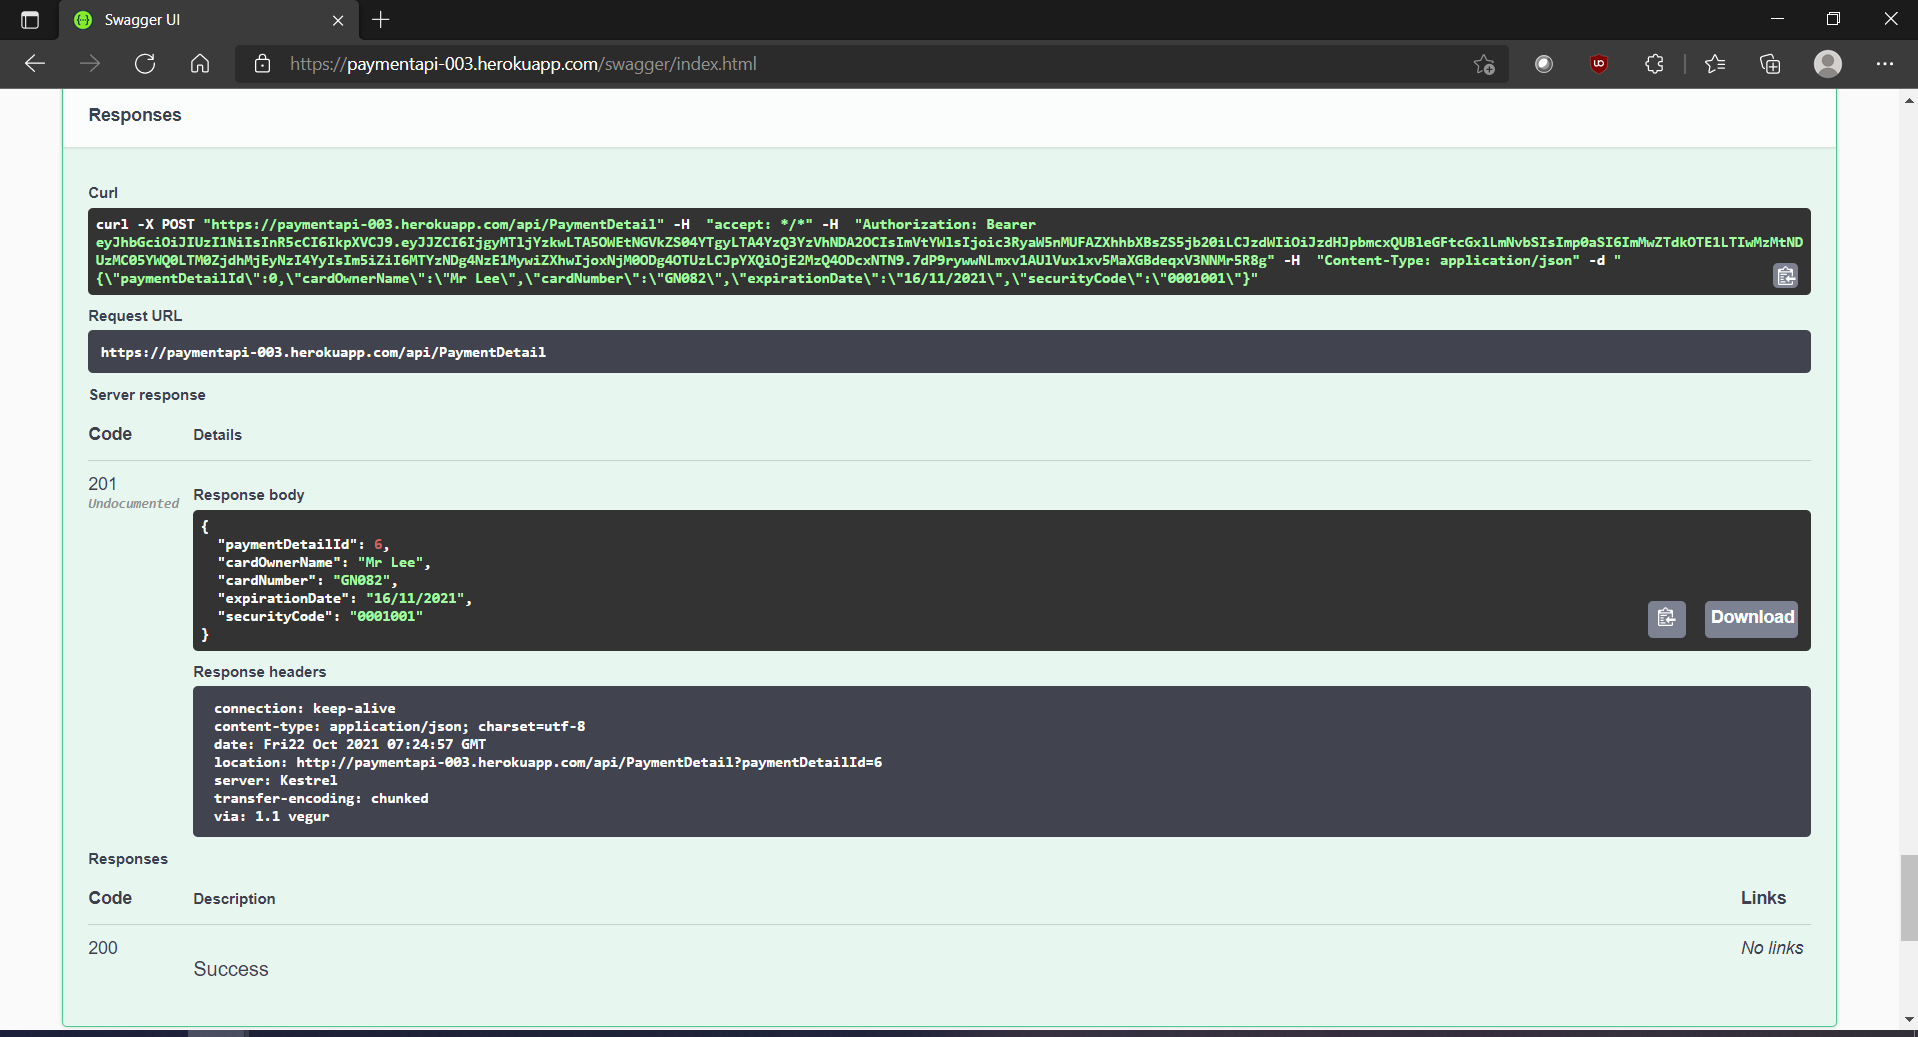 Swagger UI
https://paymentapi-003.herokuapp.com/swagger/index.html
Responses
Curl
curl -X POST "https://paymentapi-003.herokuapp.com/api/PaymentDetail" -H  "accept: */*" -H  "Authorization: Bearer
UzMC05YWQ0LTM0ZjdhMjEyNzI4YyIsIm5iZiI6MTYzNDg4NzE1MywiZXhwIjoxNjM0ODg4OTUzLCJpYXQiOjE2MzQ4ODcxNTN9.7dP9rywwNLmxv1AUlVux1xv5MaXGBdeqxV3NNMr5R8g" -H  "Content-Type: application/json" -d "
{\"paymentDetailId\":0,\"cardOwnerName\":\"Mr Lee\",\"cardNumber\":\"GN082\",\"expirationDate\":\"16/11/2021\",\"securityCode\":\"0001001\"}"
Request URL
https://paymentapi-003.herokuapp.com/api/PaymentDetail
Server response
Code Details
201
Undocumented
Response body
{
"paymentDetailId": 6,
"cardOwnerName": "Mr Lee",
"cardNumber": "GN082",
"expirationDate": "16/11/2021",
"securityCode": "0001001"
}
Download
Response headers
connection: keep-alive
content-type: application/json; charset=utf-8
date: Fri22 Oct 2021 07:24:57 GMT
location: http://paymentapi-003.herokuapp.com/api/PaymentDetail?paymentDetailId=6
server: Kestrel
transfer-encoding: chunked
via: 1.1 vegur
Responses
Code Description Links
200 No links
Success